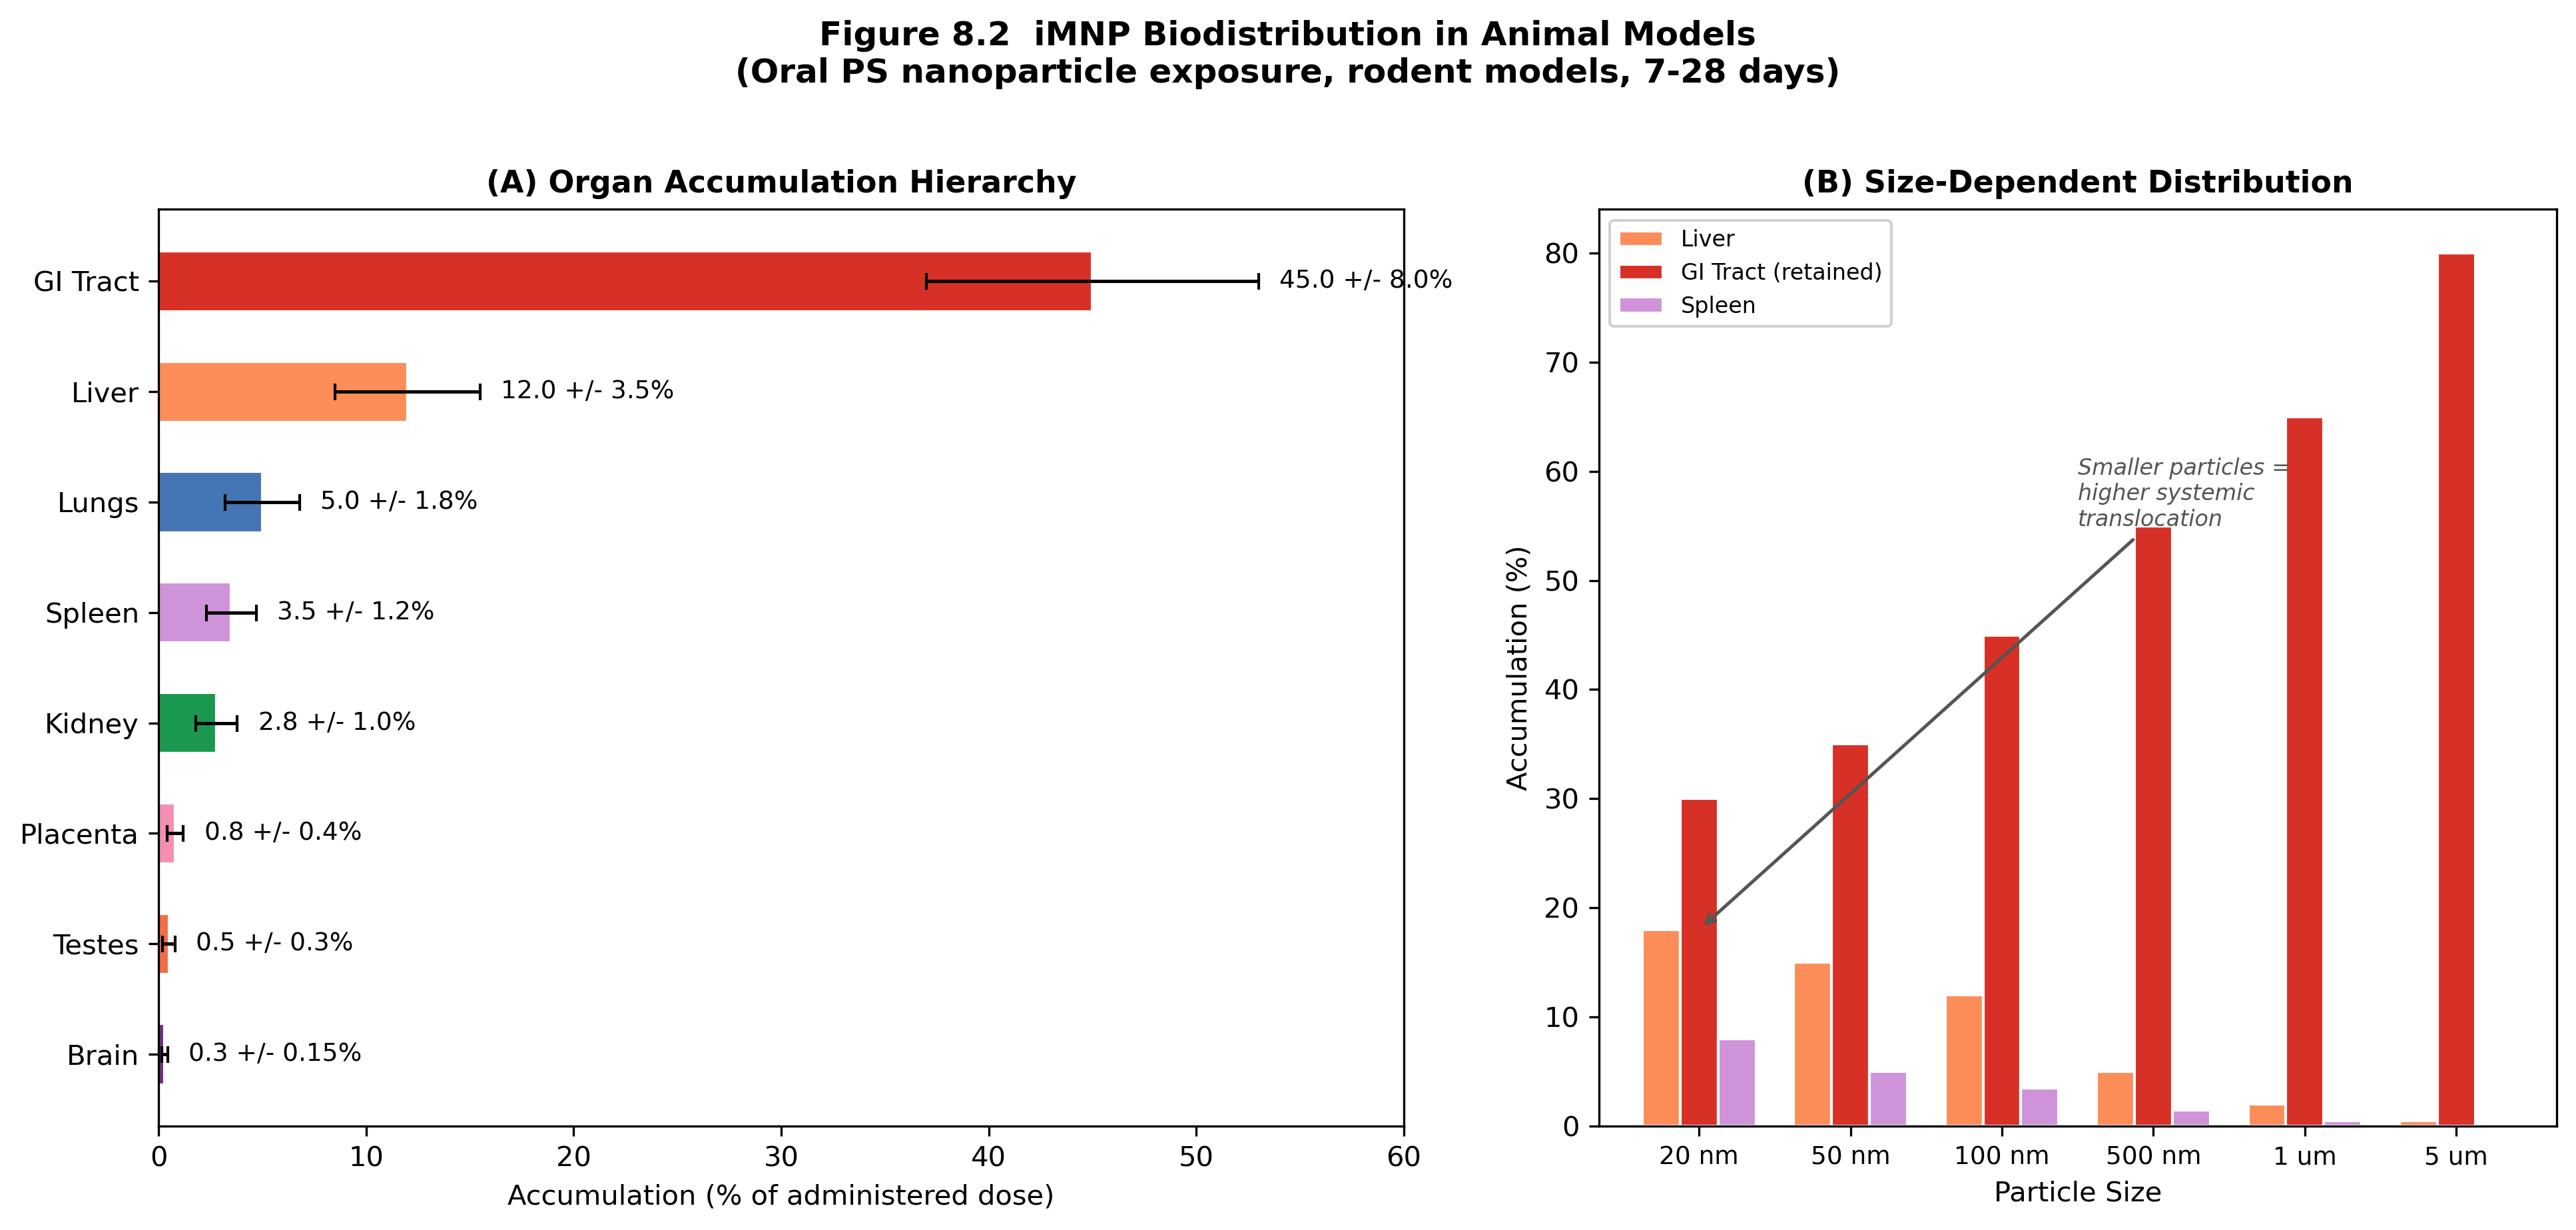 Figure 8.2  iMNP Biodistribution in Animal Models
(Oral PS nanoparticle exposure, rodent models, 7-28 days)
(A) Organ Accumulation Hierarchy
GI Tract
45.0 +/- 8.0%
Liver
12.0 +/- 3.5%
Lungs
5.0 +/- 1.8%
Spleen
3.5 +/- 1.2%
Kidney
2.8 +/- 1.0%
Placenta
0.8 +/- 0.4%
Testes
0.5 +/- 0.3%
Brain
0.3 +/- 0.15%
0 10 20 30 40 50 60
Accumulation (% of administered dose)
(B) Size-Dependent Distribution
Liver
GI Tract (retained)
Spleen
Smaller particles =
higher systemic
translocation
Accumulation (%)
80
70
60
50
40
30
20
10
0
20 nm 50 nm 100 nm 500 nm 1 um 5 um
Particle Size